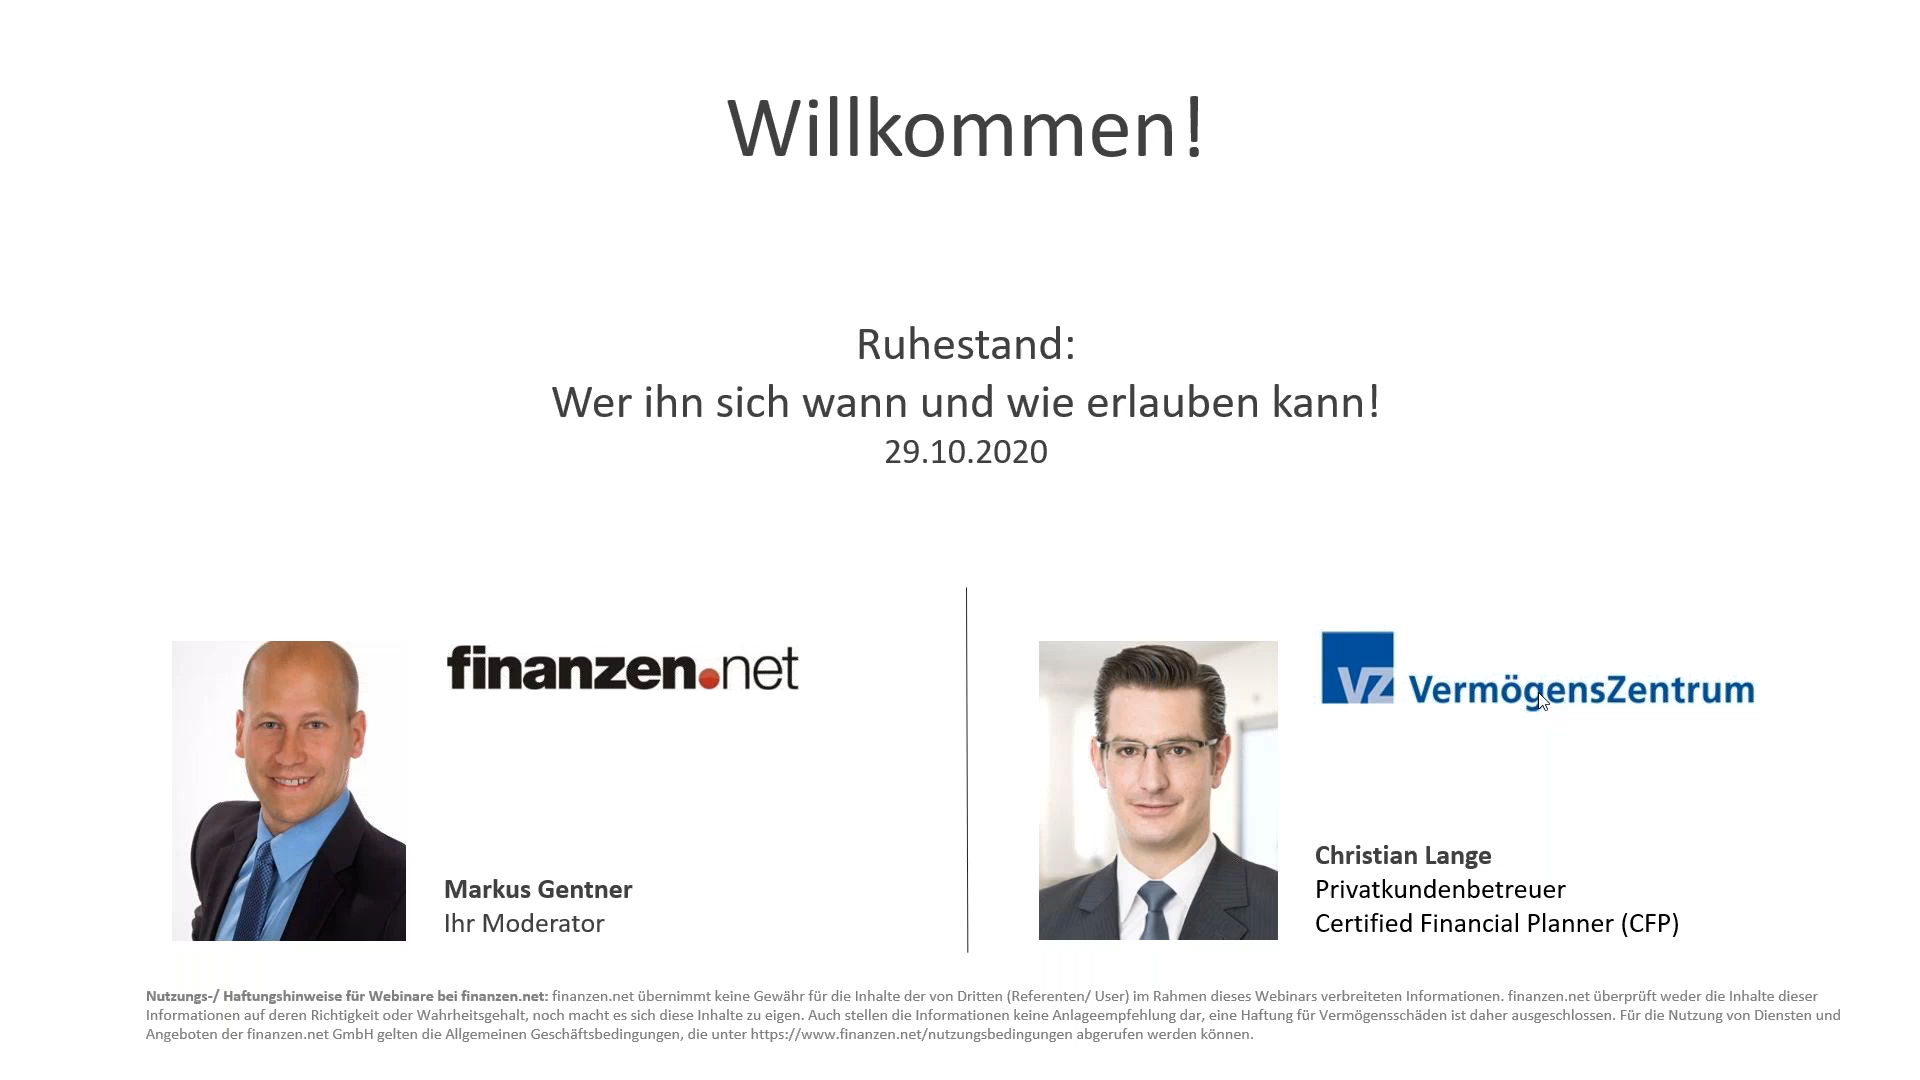 Willkommen!
Ruhestand:
Wer ihn sich wann und wie erlauben kann!
29.10.2020
finanzen.net
Markus Gentner
Ihr Moderator
VZ VermögensZentrum
Christian Lange
Privatkundenbetreuer
Certified Financial Planner (CFP)
Nutzungs-/ Haftungshinweise für Webinare bei finanzen.net: finanzen.net übernimmt keine Gewähr für die Inhalte der von Dritten (Referenten/ User) im Rahmen dieses Webinars verbreiteten Informationen. finanzen.net überprüft weder die Inhalte dieser
Informationen auf deren Richtigkeit oder Wahrheitsgehalt, noch macht es sich diese Inhalte zu eigen. Auch stellen die Informationen keine Anlageempfehlung dar, eine Haftung für Vermögensschäden ist daher ausgeschlossen. Für die Nutzung von Diensten und
Angeboten der finanzen.net GmbH gelten die Allgemeinen Geschäftsbedingungen, die unter https://www.finanzen.net/nutzungsbedingungen abgerufen werden können.